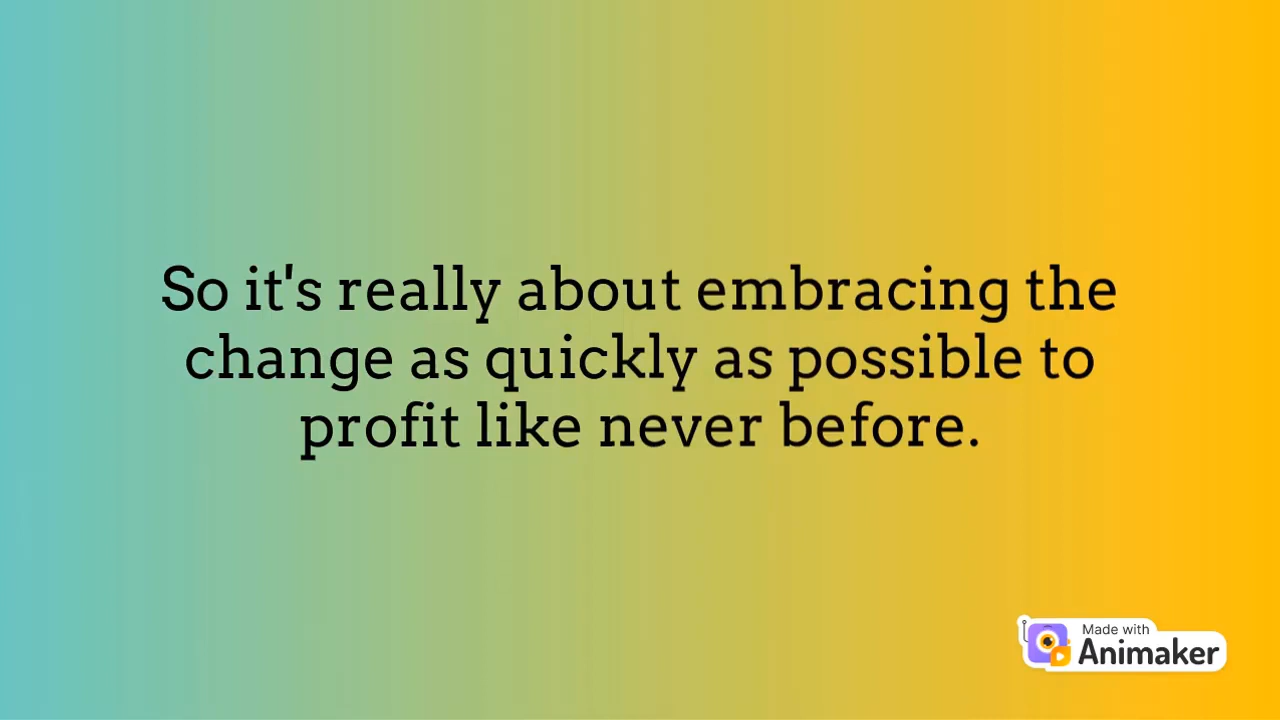 So it's really about embracing the
change as quickly as possible to
profit like never before.
Made with
Animaker